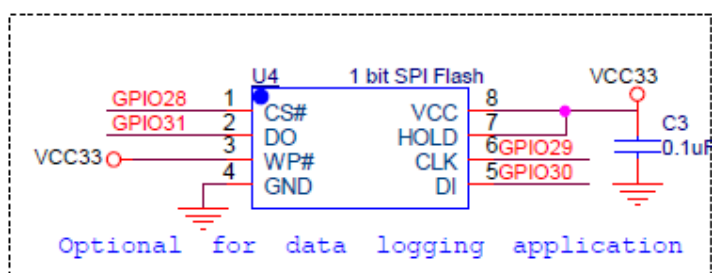 U4 1 bit SPI Flash VCC33
GPIO28 1 CS# VCC 8
GPIO31 2 DO HOLD 7 C3
VCC33 3 WP# CLK 6 GPIO29 0.1uF
4 GND DI 5 GPIO30
Optional for data logging application